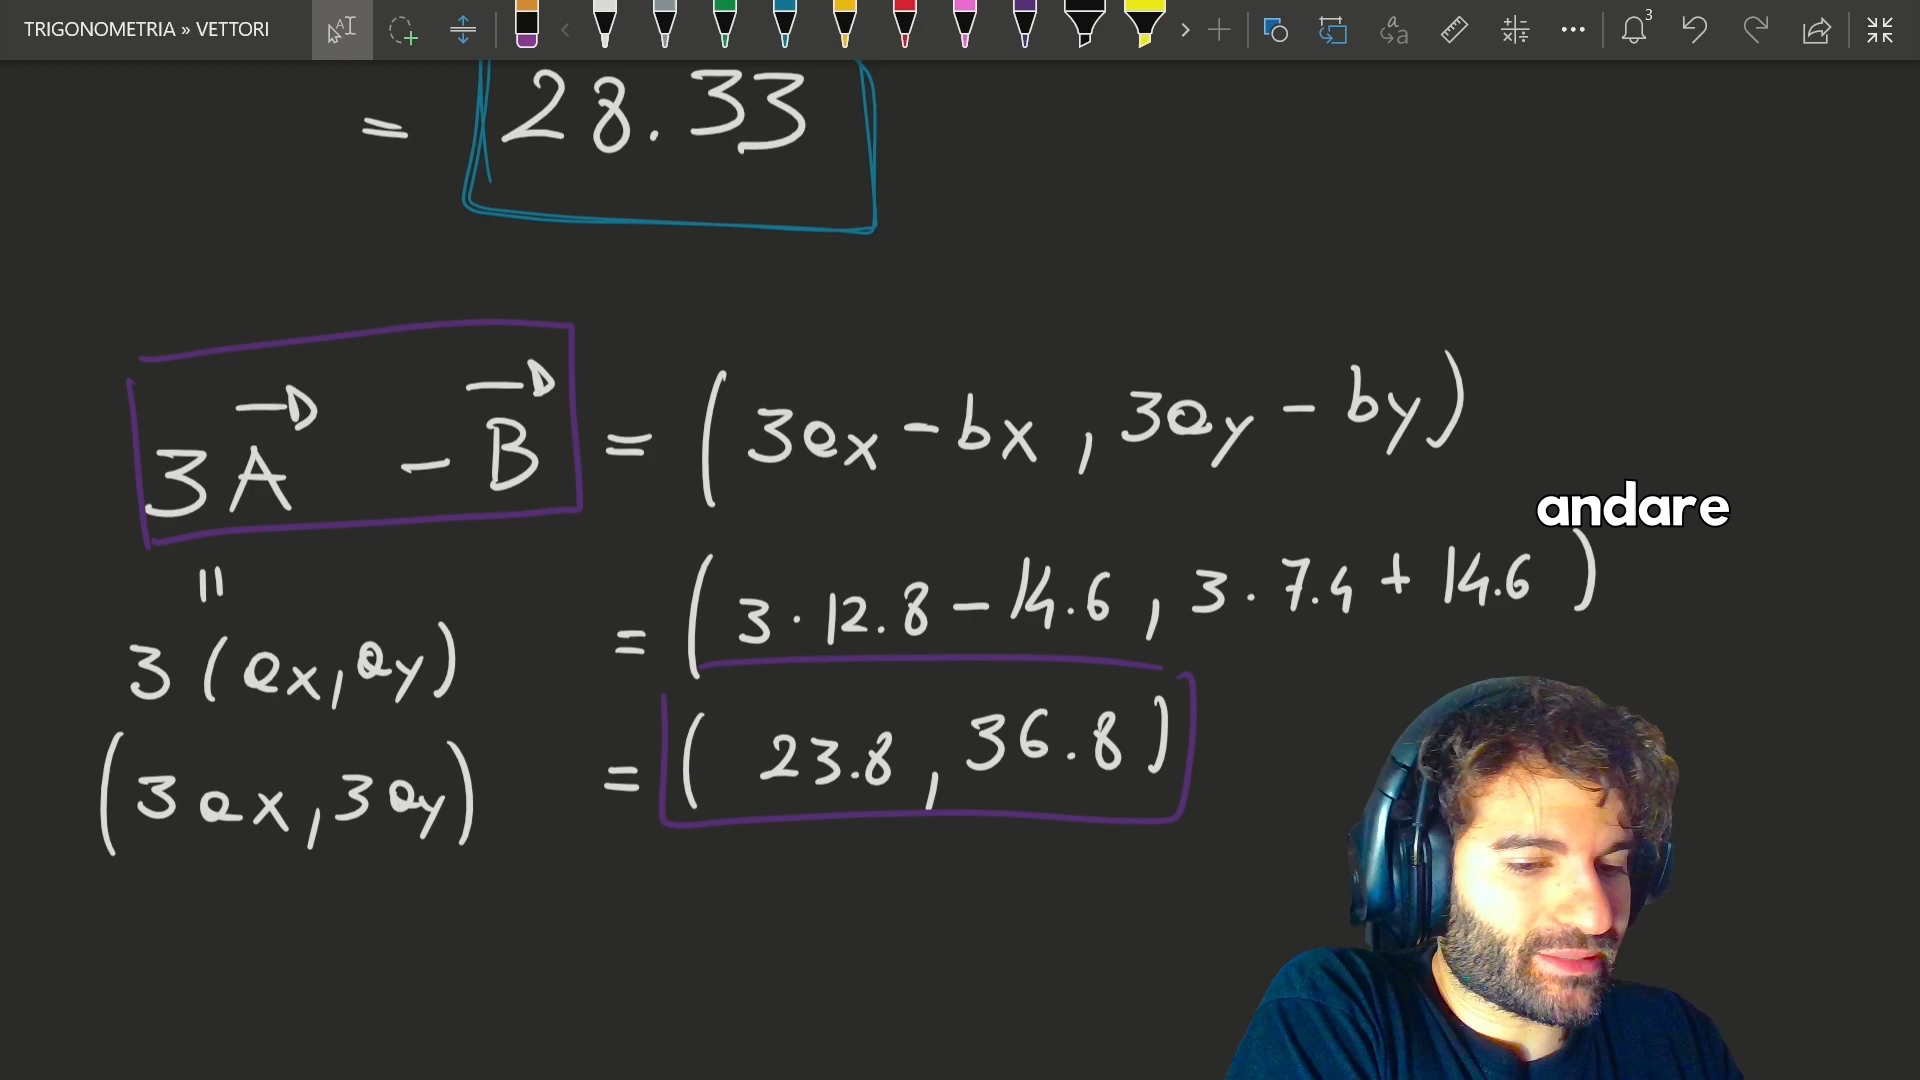 TRIGONOMETRIA » VETTORI
3
= 28.33
3A⃗ - B⃗ = (3ax - bx, 3ay - by)
andare
=
3(ax, ay)
= (3 · 12.8 - 14.6, 3 · 7.4 + 14.6)
(3ax, 3ay)
= (23.8, 36.8)